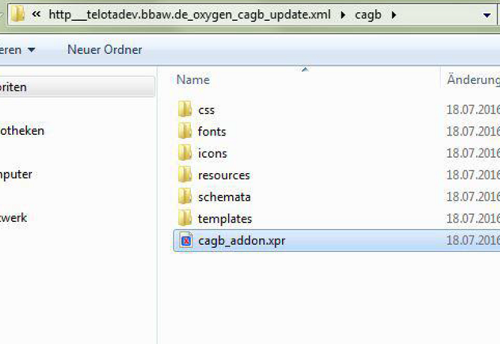 « http___telotadev.bbaw.de_oxygen_cagb_update.xml ▸ cagb ▸
eren Neuer Ordner
Name Änderung
oriten
css 18.07.2016
otheken
fonts 18.07.2016
icons 18.07.2016
mputer
resources 18.07.2016
schemata 18.07.2016
twerk
templates 18.07.2016
cagb_addon.xpr 18.07.2016